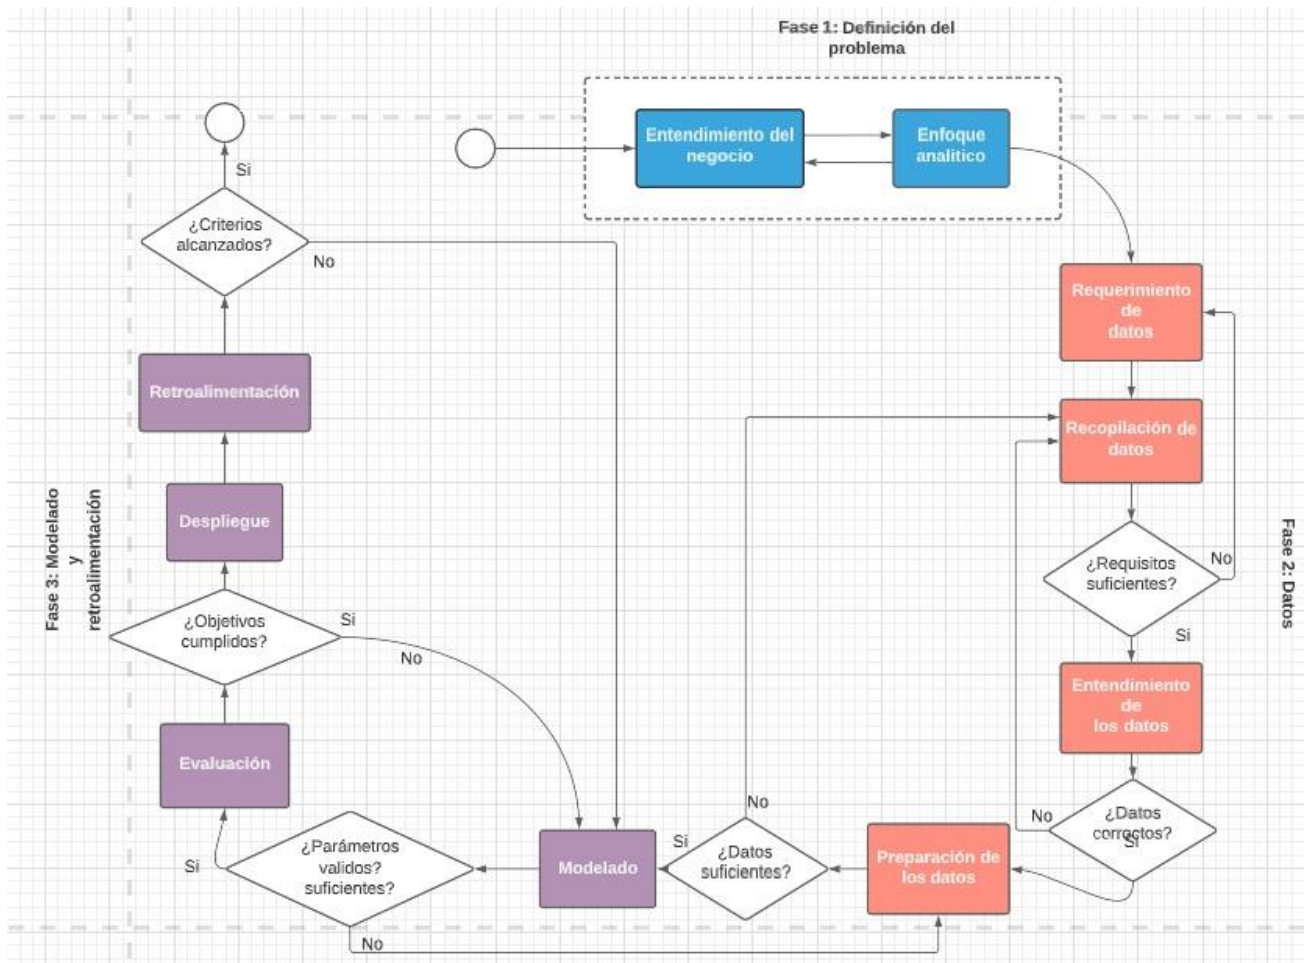 Fase 1: Definición del
problema
Entendimiento del
negocio
Enfoque
analitico
Requerimiento
de
datos
Recopilación de
datos
¿Requisitos
suficientes?
No
Si
Entendimiento
de
los datos
¿Datos
correctos?
No
Si
Fase 2: Datos
Preparación de
los datos
¿Datos
suficientes?
No
Si
Modelado
¿Parámetros
validos?
suficientes?
No
Si
Evaluación
¿Objetivos
cumplidos?
Si
No
Despliegue
Retroalimentación
¿Criterios
alcanzados?
No
Si
Fase 3: Modelado
y
retroalimentación